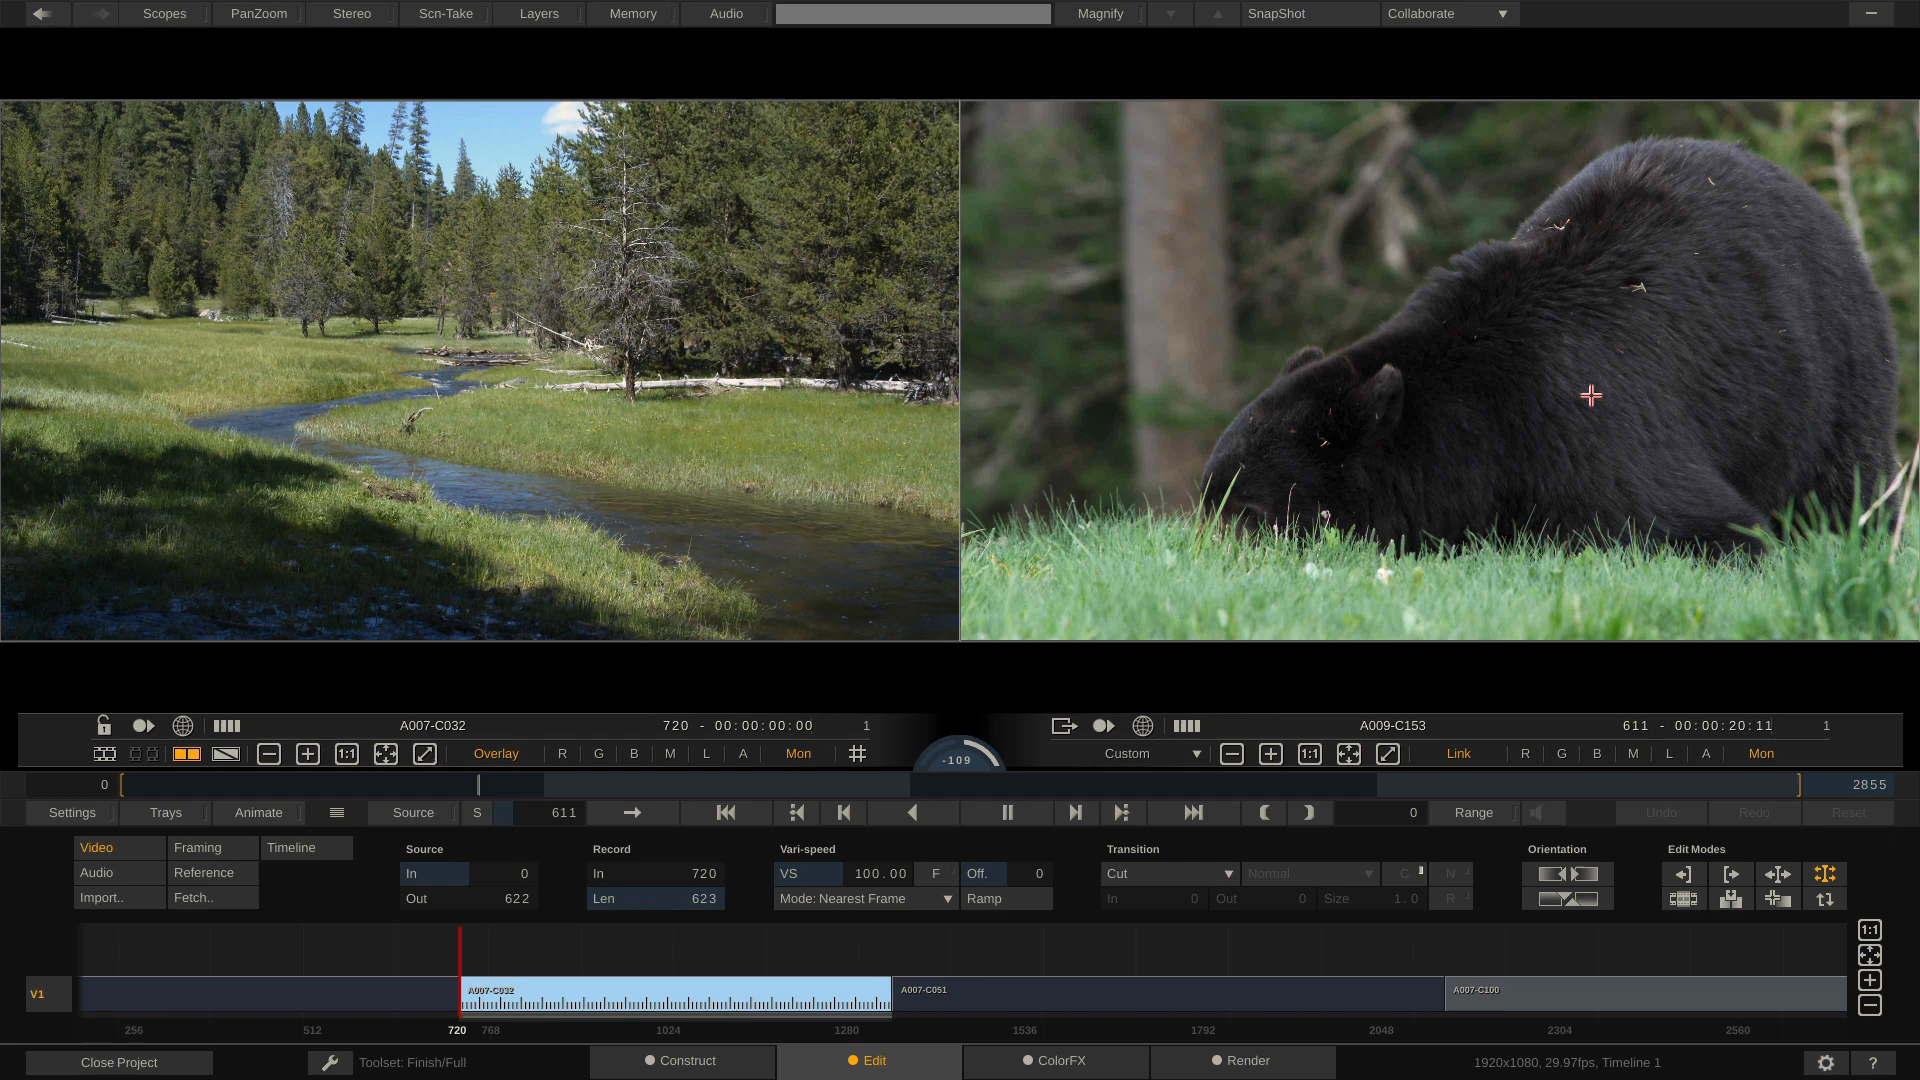 Scopes PanZoom Stereo Scn-Take Layers Memory Audio Magnify SnapShot Collaborate
A007-C032 720 - 00:00:00:00 1 A009-C153 611 - 00:00:20:11 1
1:1 Overlay R G B M L A Mon Custom 1:1 Link R G B M L A Mon
-109
0 2855
Settings Trays Animate Source S 611 0 Range Undo Redo Reset
Video Framing Timeline Source Record Vari-speed Transition Orientation Edit Modes
Audio Reference In 0 In 720 VS 100.00 F Off. 0 Cut Normal C N
Import.. Fetch.. Out 622 Len 623 Mode: Nearest Frame Ramp In 0 Out 0 Size 1.0 R
1:1
V1 A007-C032 A007-C051 A007-C100
256 512 720 768 1024 1280 1536 1792 2048 2304 2560
Close Project Toolset: Finish/Full Construct Edit ColorFX Render 1920x1080, 29.97fps, Timeline 1 ?